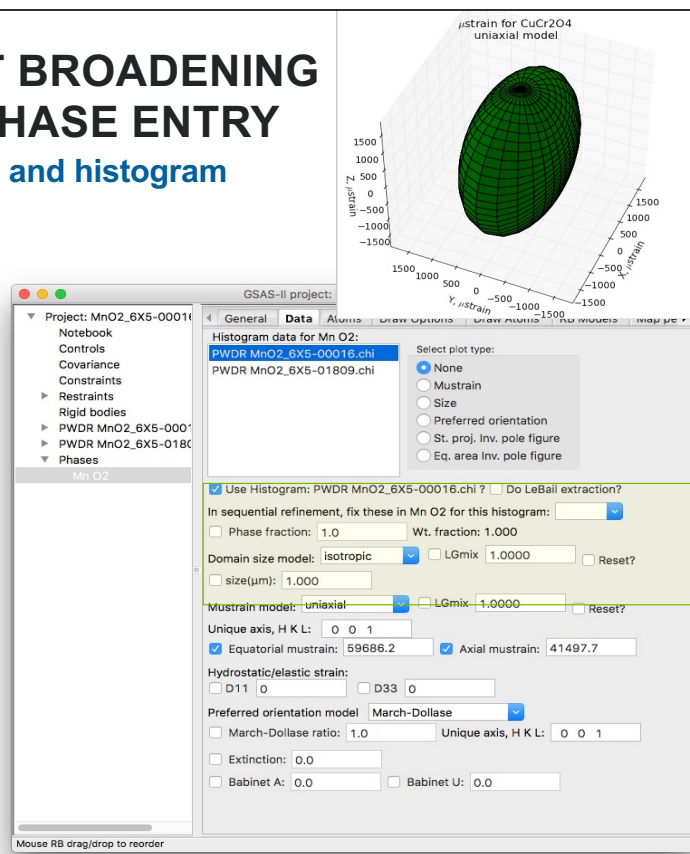 T BROADENING
HASE ENTRY
and histogram
μstrain for CuCr2O4
uniaxial model
1500
1000
500
0
−500
−1000
−1500
Z, μstrain
1500 1000 500 0 −500 −1000 −1500
Y, μstrain
1500
1000
500
0
−500
−1000
−1500
X, μstrain
GSAS-II project:
Project: MnO2_6X5-00016
Notebook
Controls
Covariance
Constraints
Restraints
Rigid bodies
PWDR MnO2_6X5-0001
PWDR MnO2_6X5-0180
Phases
Mn O2
General Data Atoms Draw Options Draw Atoms RB Models Map pe
Histogram data for Mn O2:
PWDR MnO2_6X5-00016.chi
PWDR MnO2_6X5-01809.chi
Select plot type:
None
Mustrain
Size
Preferred orientation
St. proj. Inv. pole figure
Eq. area Inv. pole figure
Use Histogram: PWDR MnO2_6X5-00016.chi ? Do LeBail extraction?
In sequential refinement, fix these in Mn O2 for this histogram:
Phase fraction: 1.0 Wt. fraction: 1.000
Domain size model: isotropic LGmix 1.0000 Reset?
size(μm): 1.000
Mustrain model: uniaxial LGmix 1.0000 Reset?
Unique axis, H K L: 0 0 1
Equatorial mustrain: 59686.2 Axial mustrain: 41497.7
Hydrostatic/elastic strain:
D11 0 D33 0
Preferred orientation model March-Dollase
March-Dollase ratio: 1.0 Unique axis, H K L: 0 0 1
Extinction: 0.0
Babinet A: 0.0 Babinet U: 0.0
Mouse RB drag/drop to reorder